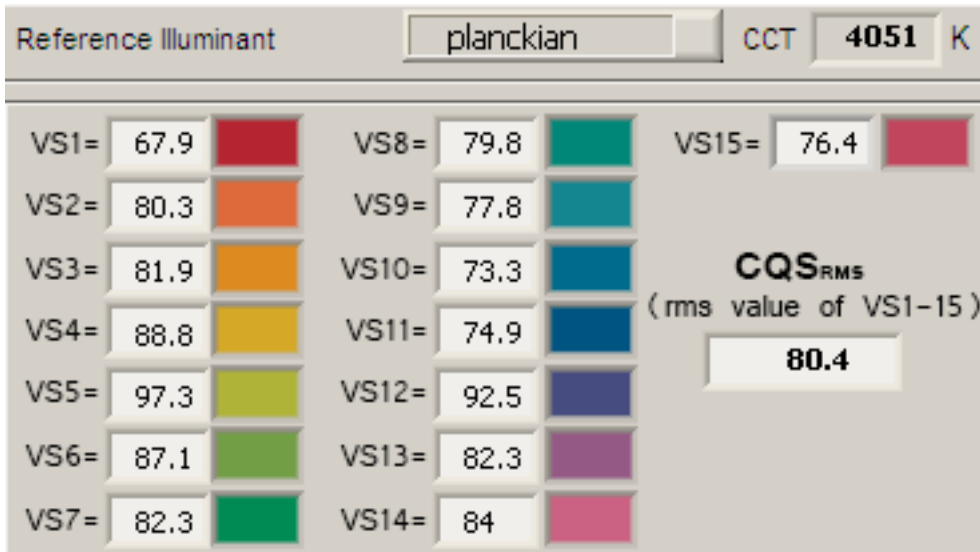 Reference Illuminant planckian CCT 4051 K
VS1= 67.9 VS8= 79.8 VS15= 76.4
VS2= 80.3 VS9= 77.8
VS3= 81.9 VS10= 73.3 CQSRMS
VS4= 88.8 VS11= 74.9 (rms value of VS1-15)
VS5= 97.3 VS12= 92.5 80.4
VS6= 87.1 VS13= 82.3
VS7= 82.3 VS14= 84